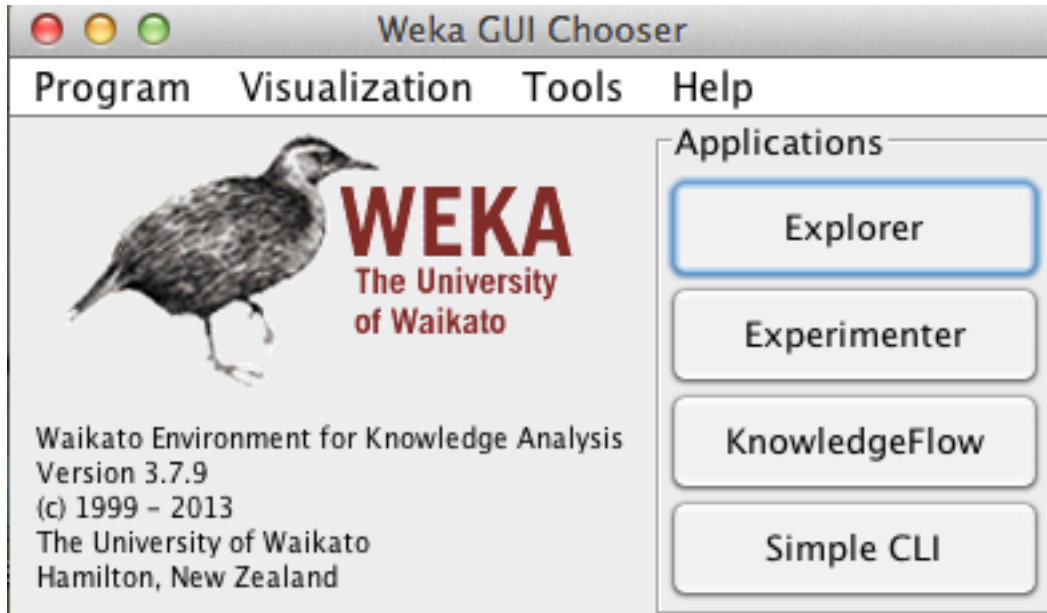 Weka GUI Chooser
Program Visualization Tools Help
WEKA
The University
of Waikato
Waikato Environment for Knowledge Analysis
Version 3.7.9
(c) 1999 – 2013
The University of Waikato
Hamilton, New Zealand
Applications
Explorer
Experimenter
KnowledgeFlow
Simple CLI